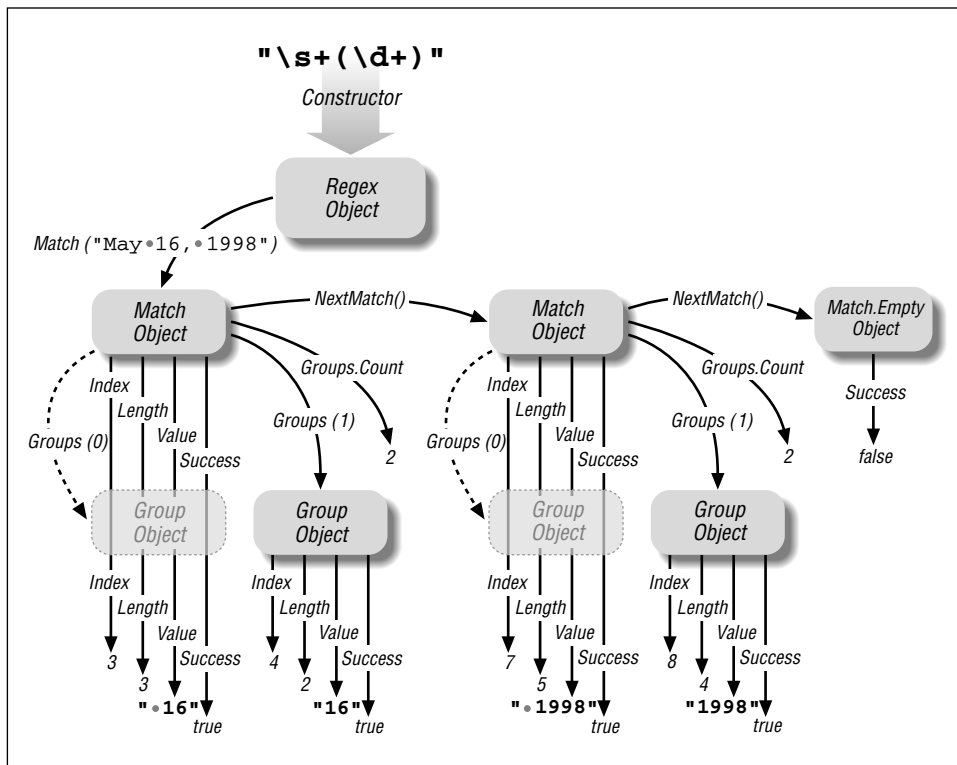 "\s+(\d+)"
Constructor
Regex
Object
Match ("May•16,•1998")
Match
Object
NextMatch()
Match
Object
NextMatch()
Match.Empty
Object
Groups.Count
Groups.Count
Index
Index
Success
Length
Groups (1)
Length
Groups (1)
Groups (0)
Value
Groups (0)
Value
Success
2
Success
2
false
Group
Object
Group
Object
Group
Object
Group
Object
Index
Index
Index
Index
Length
Length
Length
Length
Value
Value
Value
Value
Success
Success
Success
Success
3
4
7
8
3
2
5
4
"•16"
"16"
"•1998"
"1998"
true
true
true
true